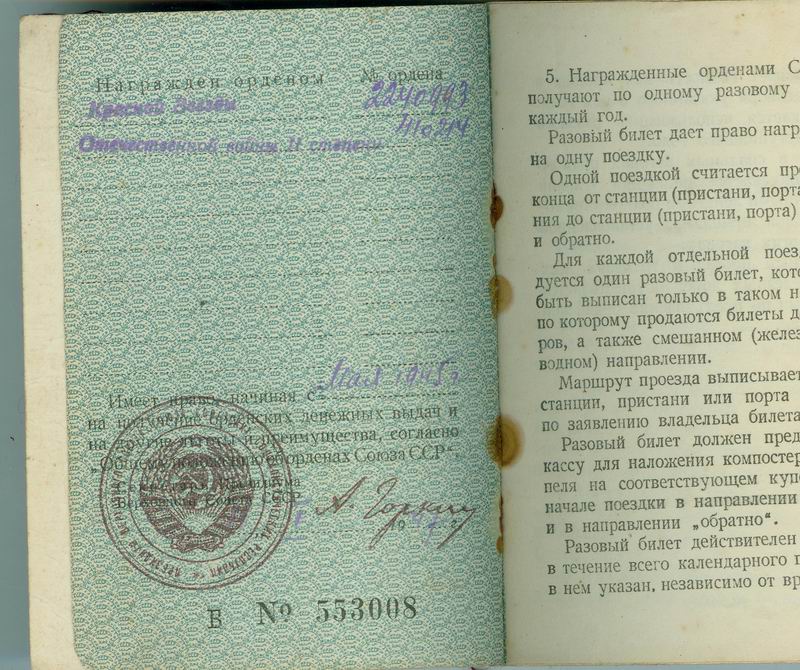 Награжден орденом № ордена
Красной Звезды 2240993
Отечественной войны II степени 410214
Имеет право, начиная с Мая 1945 г
на получение орденских денежных выдач и
на другие льготы и преимущества, согласно
„Общему положению об орденах Союза ССР“.
Секретарь Президиума
Верховного Совета СССР А. Горкин
Б № 553008
5. Награжденные орденами С
получают по одному разовому
каждый год.
Разовый билет дает право нагр
на одну поездку.
Одной поездкой считается пр
конца от станции (пристани, порта
ния до станции (пристани, порта)
и обратно.
Для каждой отдельной поез
дуется один разовый билет, кото
быть выписан только в таком н
по которому продаются билеты д
ров, а также смешанном (желез
водном) направлении.
Маршрут проезда выписывает
станции, пристани или порта
по заявлению владельца билета
Разовый билет должен пред
кассу для наложения компостер
пеля на соответствующем купо
начале поездки в направлении
и в направлении „обратно“.
Разовый билет действителен
в течение всего календарного г
в нем указан, независимо от вр